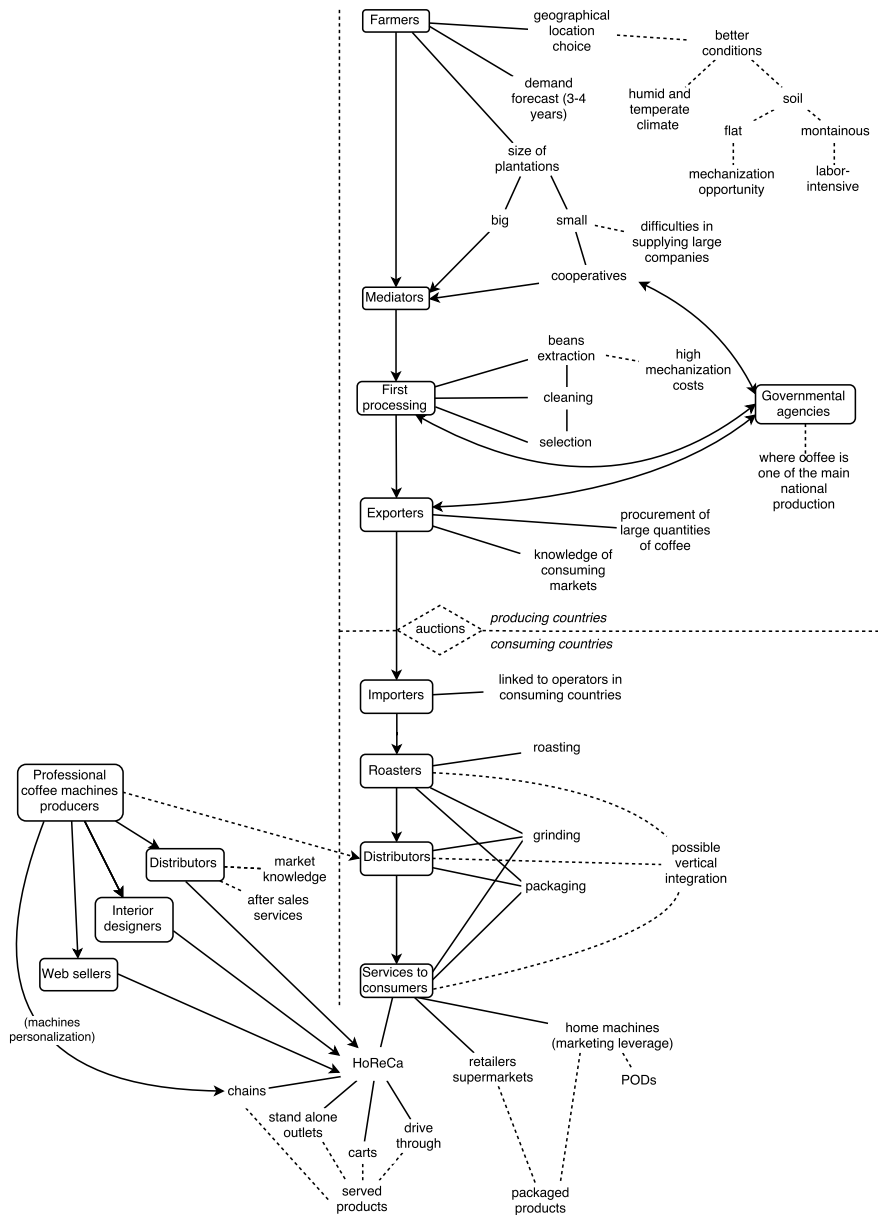 Farmers
geographical
location
choice
better
conditions
demand
forecast (3-4
years)
humid and
temperate
climate
soil
flat
montainous
mechanization
opportunity
labor-
intensive
size of
plantations
big
small
difficulties in
supplying large
companies
cooperatives
Mediators
beans
extraction
high
mechanization
costs
First
processing
cleaning
selection
Governmental
agencies
where coffee is
one of the main
national
production
Exporters
procurement of
large quantities
of coffee
knowledge of
consuming
markets
auctions
producing countries
consuming countries
Importers
linked to operators in
consuming countries
Roasters
roasting
Professional
coffee machines
producers
Distributors
market
knowledge
after sales
services
Distributors
grinding
packaging
possible
vertical
integration
Interior
designers
Web sellers
Services to
consumers
(machines
personalization)
HoReCa
retailers
supermarkets
home machines
(marketing leverage)
PODs
chains
stand alone
outlets
carts
drive
through
served
products
packaged
products